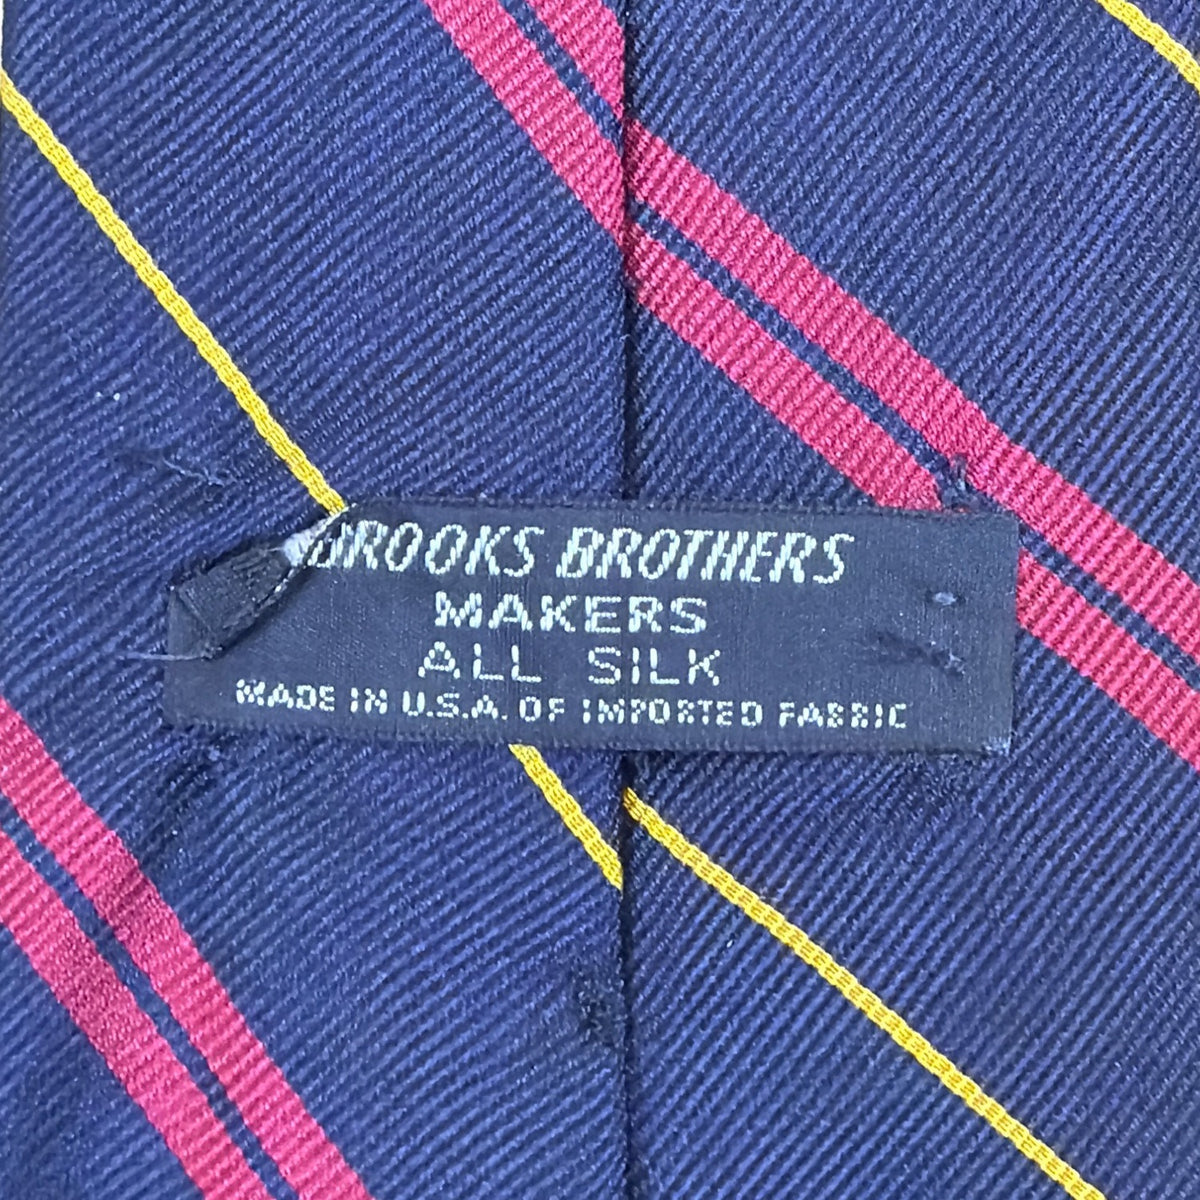 BROOKS BROTHERS
MAKERS
ALL SILK
MADE IN U.S.A. OF IMPORTED FABRIC